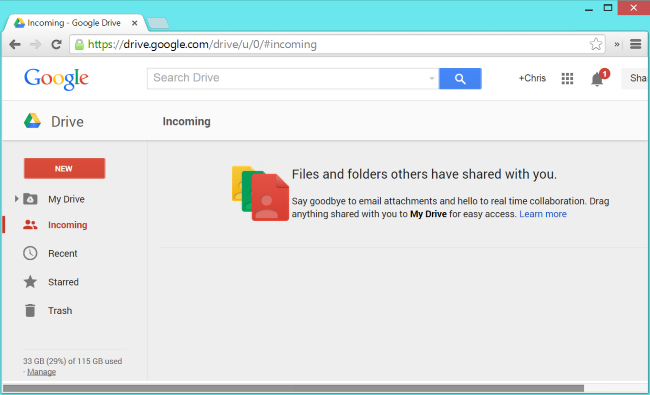 Incoming - Google Drive
https://drive.google.com/drive/u/0/#incoming
Google
Search Drive
+Chris
1
Sha
Drive
Incoming
NEW
My Drive
Incoming
Recent
Starred
Trash
33 GB (29%) of 115 GB used
- Manage
Files and folders others have shared with you.
Say goodbye to email attachments and hello to real time collaboration. Drag
anything shared with you to My Drive for easy access. Learn more